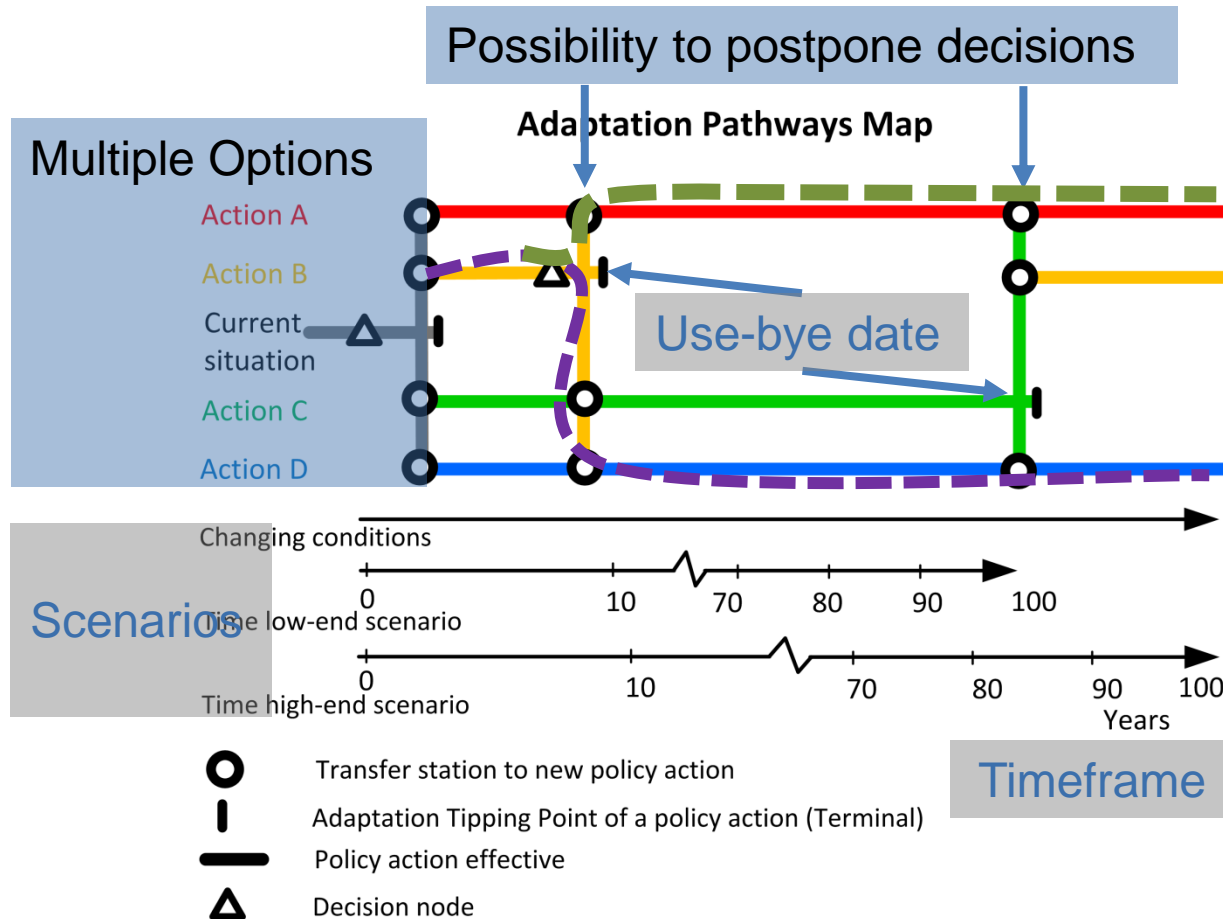 Possibility to postpone decisions
Adaptation Pathways Map
Multiple Options
Action A
Action B
Current
situation
Use-bye date
Action C
Action D
Changing conditions
0 10 70 80 90 100
Scenarios
Time low-end scenario
0 10 70 80 90 100
Time high-end scenario
Years
Transfer station to new policy action
Timeframe
Adaptation Tipping Point of a policy action (Terminal)
Policy action effective
Decision node